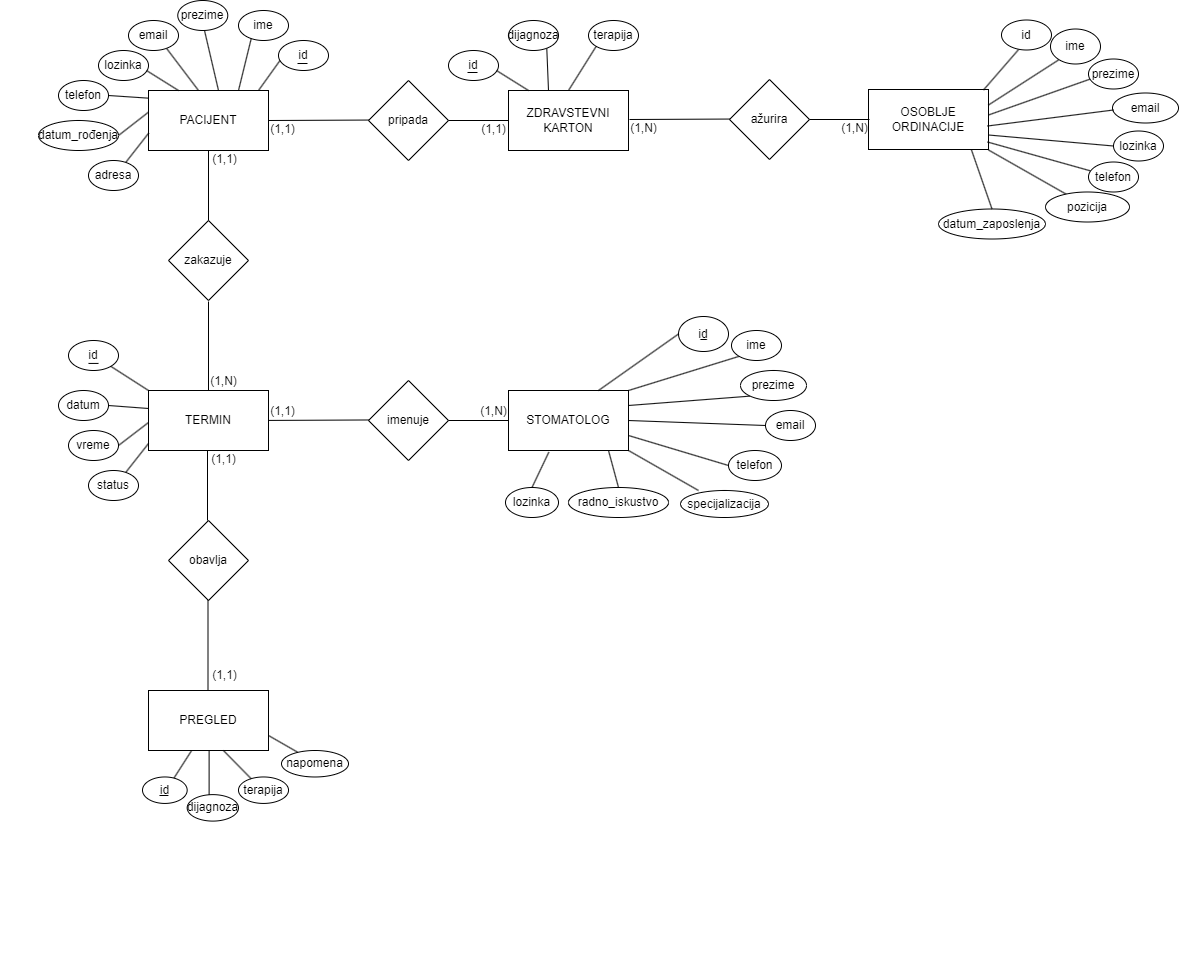 prezime
ime
email
id
lozinka
telefon
datum_rođenja
adresa
PACIJENT
(1,1)
(1,1)
pripada
(1,1)
dijagnoza
terapija
id
ZDRAVSTEVNI
KARTON
(1,N)
ažurira
(1,N)
OSOBLJE
ORDINACIJE
id
ime
prezime
email
lozinka
telefon
pozicija
datum_zaposlenja
zakazuje
(1,N)
id
datum
vreme
status
TERMIN
(1,1)
(1,1)
imenuje
(1,N)
STOMATOLOG
id
ime
prezime
email
telefon
specijalizacija
radno_iskustvo
lozinka
obavlja
(1,1)
PREGLED
napomena
id
terapija
dijagnoza